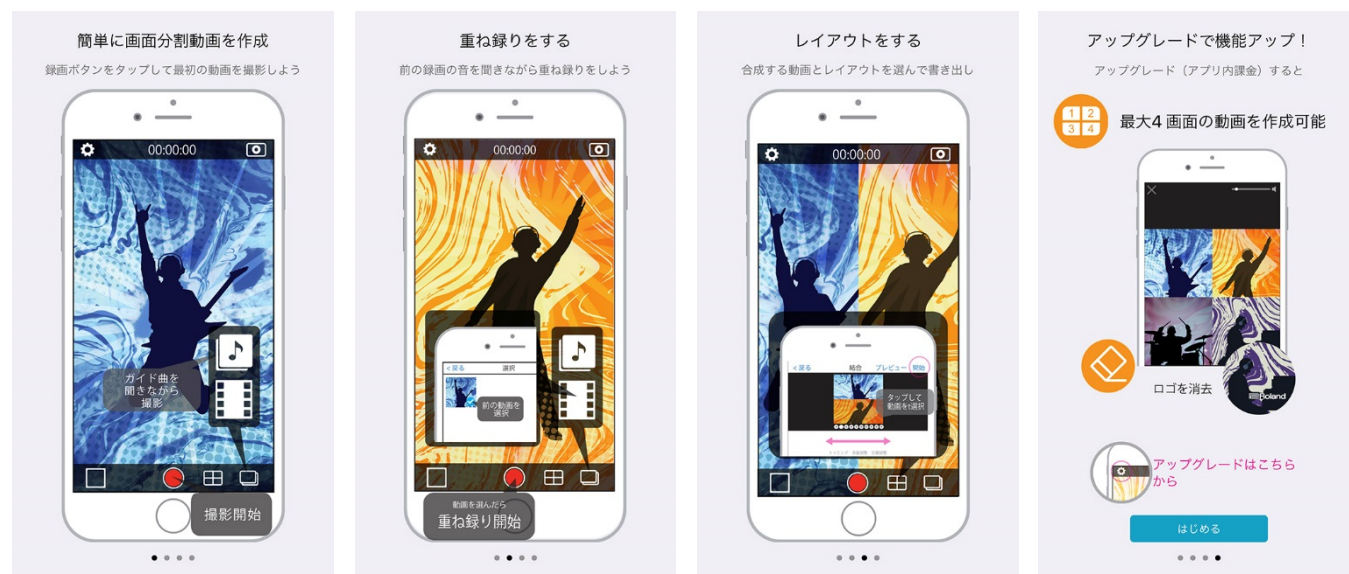 簡単に画面分割動画を作成
録画ボタンをタップして最初の動画を撮影しよう
00:00:00
ガイド曲を
聞きながら
撮影
撮影開始
重ね録りをする
前の録画の音を聞きながら重ね録りをしよう
00:00:00
<戻る
選択
前の動画を
選択
動画を選んだら
重ね録り開始
レイアウトをする
合成する動画とレイアウトを選んで書き出し
00:00:00
<戻る
結合
プレビュー
開始
タップして
動画をt選択
アップグレードで機能アップ！
アップグレード（アプリ内課金）すると
1 2
3 4
最大4 画面の動画を作成可能
ロゴを消去
Roland
アップグレードはこちら
から
はじめる